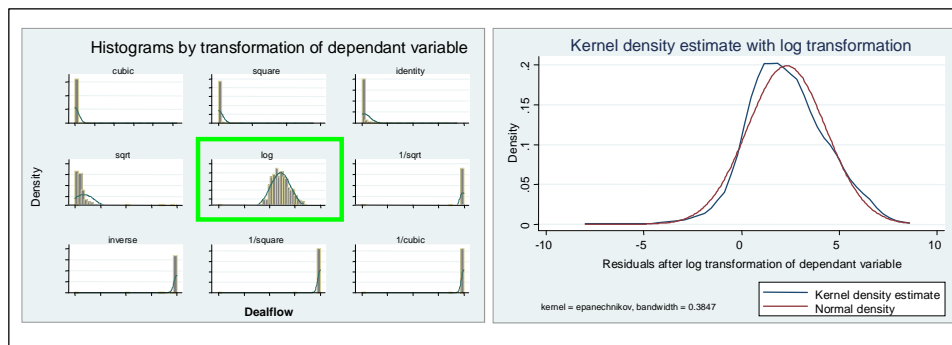 Histograms by transformation of dependant variable
cubic
square
identity
sqrt
log
1/sqrt
inverse
1/square
1/cubic
Density
Dealflow
Kernel density estimate with log transformation
.2
.15
.1
.05
0
Density
-10 -5 0 5 10
Residuals after log transformation of dependant variable
kernel = epanechnikov, bandwidth = 0.3847
Kernel density estimate
Normal density